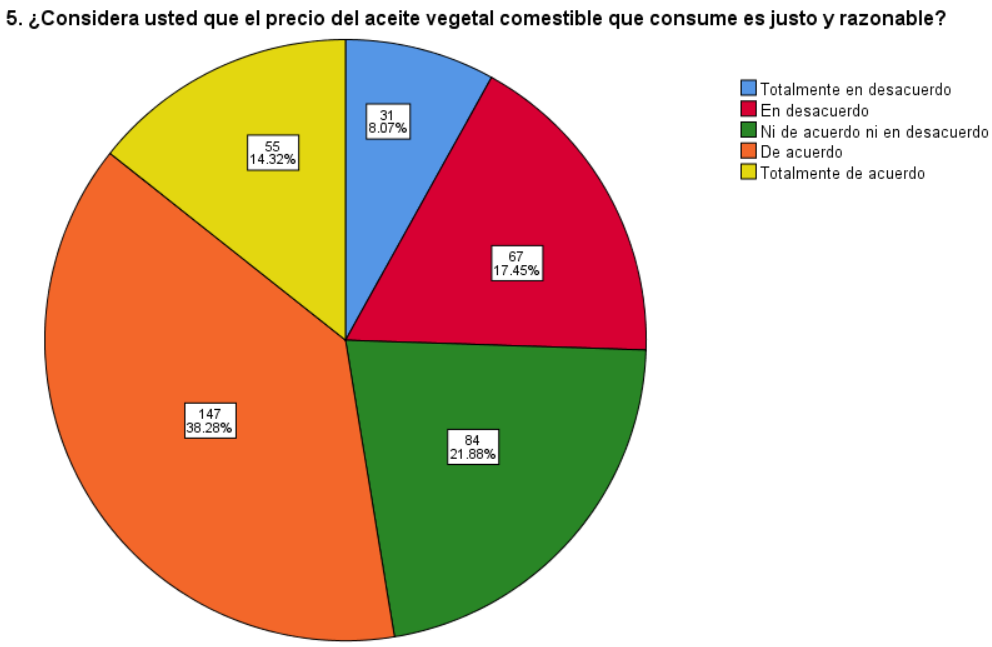 5. ¿Considera usted que el precio del aceite vegetal comestible que consume es justo y razonable?
Totalmente en desacuerdo
En desacuerdo
Ni de acuerdo ni en desacuerdo
De acuerdo
Totalmente de acuerdo
31
8.07%
55
14.32%
67
17.45%
147
38.28%
84
21.88%